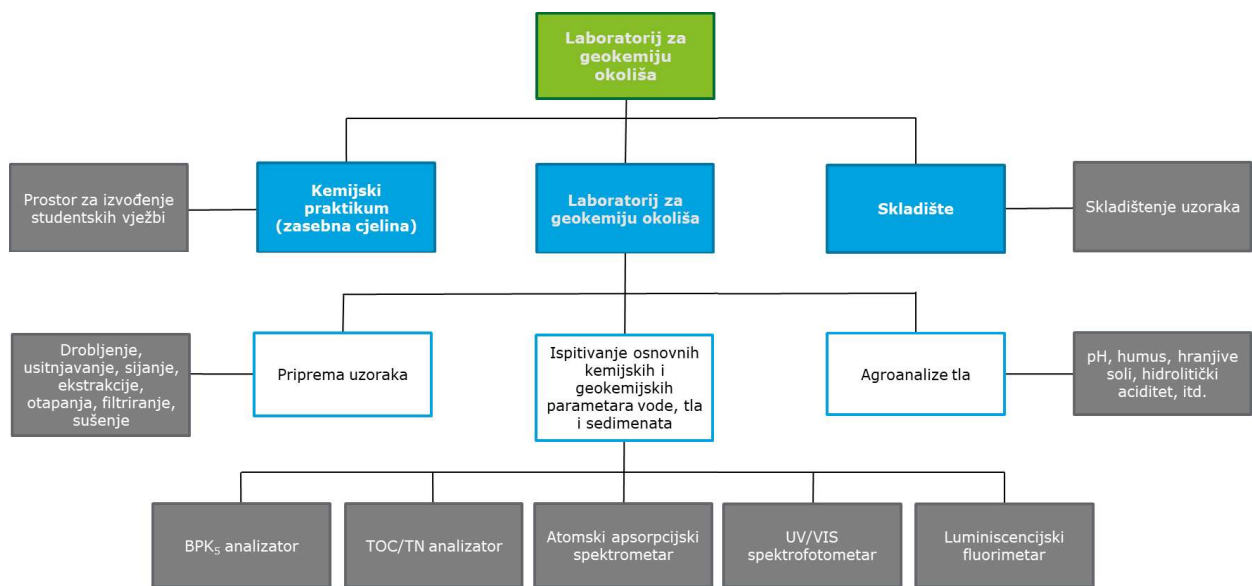 Laboratorij za
geokemiju
okoliša
Prostor za izvođenje
studentskih vježbi
Kemijski
praktikum
(zasebna cjelina)
Laboratorij za
geokemiju okoliša
Skladište
Skladištenje uzoraka
Drobljenje,
usitnjavanje, sijanje,
ekstrakcije,
otapanja, filtriranje,
sušenje
Priprema uzoraka
Ispitivanje osnovnih
kemijskih i
geokemijskih
parametara vode, tla
i sedimenata
Agroanalize tla
pH, humus, hranjive
soli, hidrolitički
aciditet, itd.
BPK₅ analizator
TOC/TN analizator
Atomski apsorpcijski
spektrometar
UV/VIS
spektrofotometar
Luminiscencijski
fluorimetar